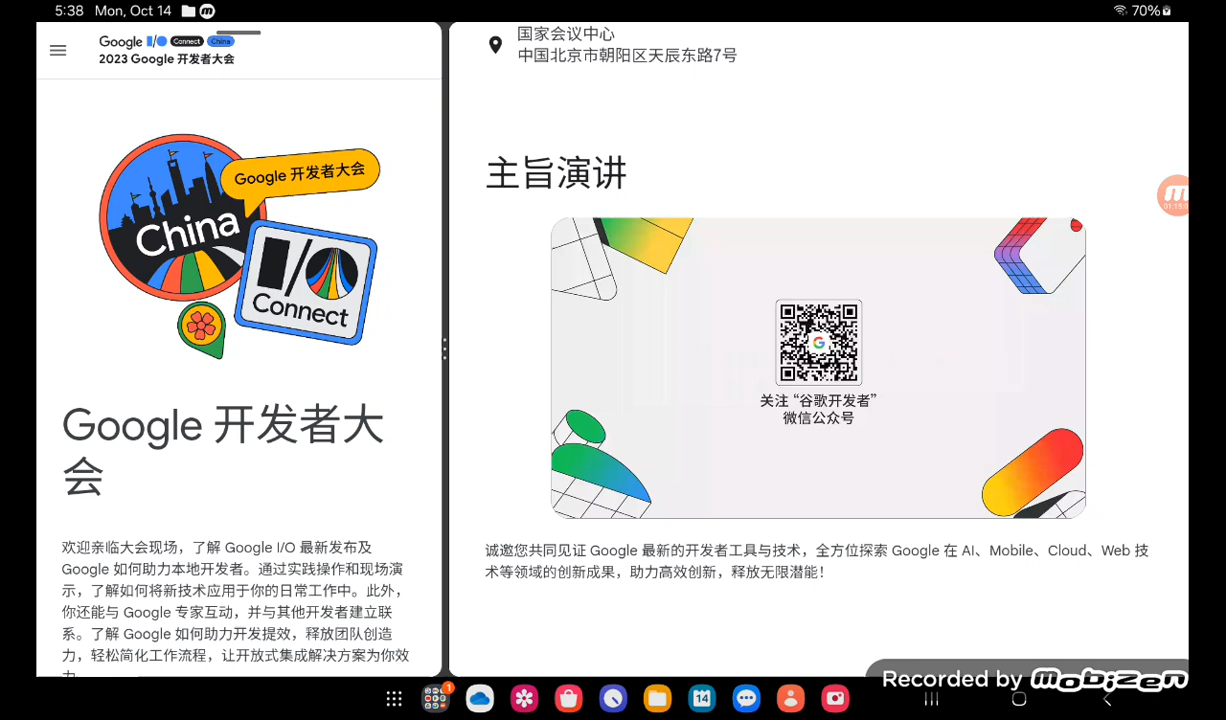 5:38 Mon, Oct 14
70%
Google I/O Connect China
2023 Google 开发者大会
Google 开发者大会
China
I/O
Connect
Google 开发者大
会
欢迎亲临大会现场，了解 Google I/O 最新发布及
Google 如何助力本地开发者。通过实践操作和现场演
示，了解如何将新技术应用于你的日常工作中。此外，
你还能与 Google 专家互动，并与其他开发者建立联
系。了解 Google 如何助力开发提效，释放团队创造
力，轻松简化工作流程，让开放式集成解决方案为你效
力
国家会议中心
中国北京市朝阳区天辰东路7号
主旨演讲
关注 “谷歌开发者”
微信公众号
诚邀您共同见证 Google 最新的开发者工具与技术，全方位探索 Google 在 AI、Mobile、Cloud、Web 技
术等领域的创新成果，助力高效创新，释放无限潜能！
1
14
Recorded by mobizen